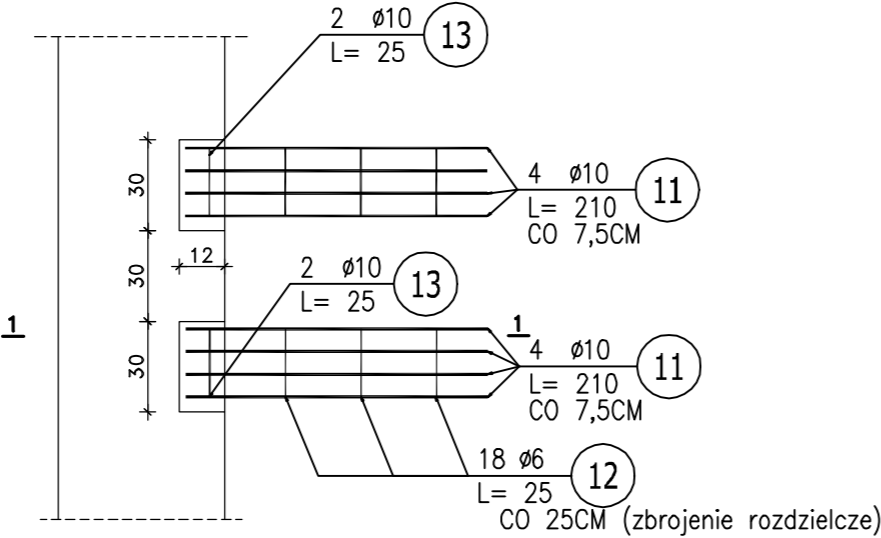 2 ø10
13
L= 25
30
4 ø10
11
L= 210
CO 7,5CM
12
30
2 ø10
13
L= 25
1
1
30
4 ø10
11
L= 210
CO 7,5CM
18 ø6
12
L= 25
CO 25CM (zbrojenie rozdzielcze)